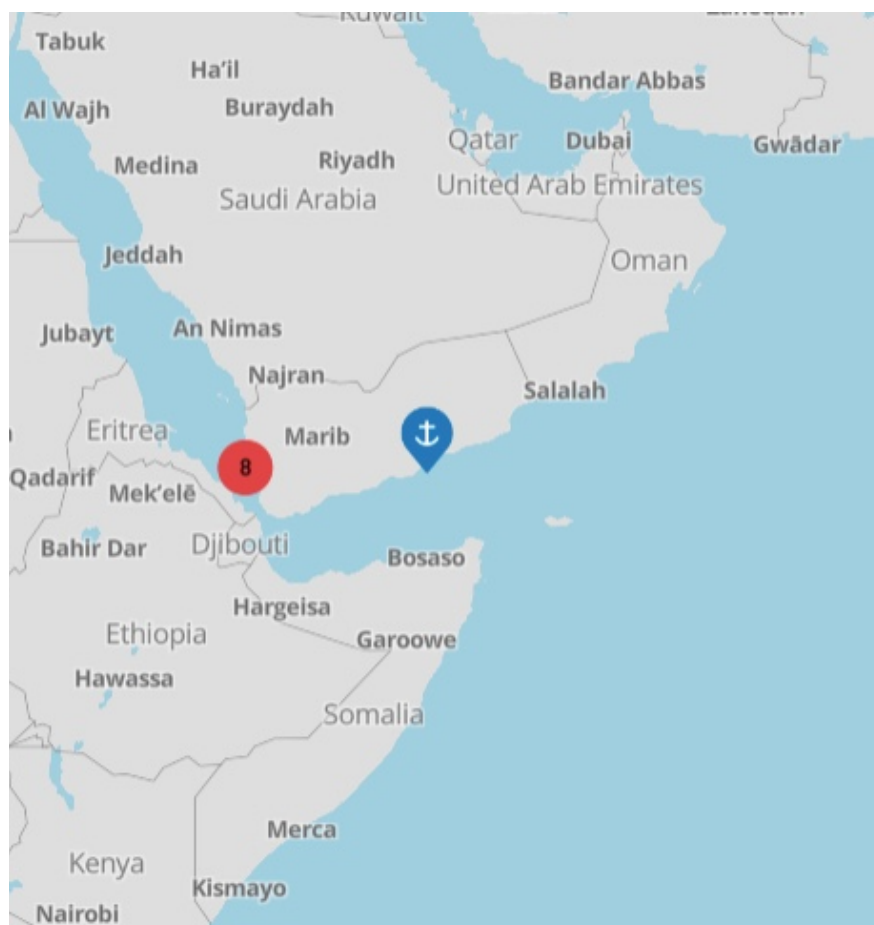 Kuwait
Tabuk
Ha'il
Bandar Abbas
Al Wajh
Buraydah
Qatar
Dubai
Gwādar
Medina
Riyadh
United Arab Emirates
Saudi Arabia
Jeddah
Oman
Jubayt
An Nimas
Najran
Salalah
Eritrea
Marib
8
Qadarif
Mek'elē
Bahir Dar
Djibouti
Bosaso
Hargeisa
Ethiopia
Garoowe
Hawassa
Somalia
Merca
Kenya
Kismayo
Nairobi